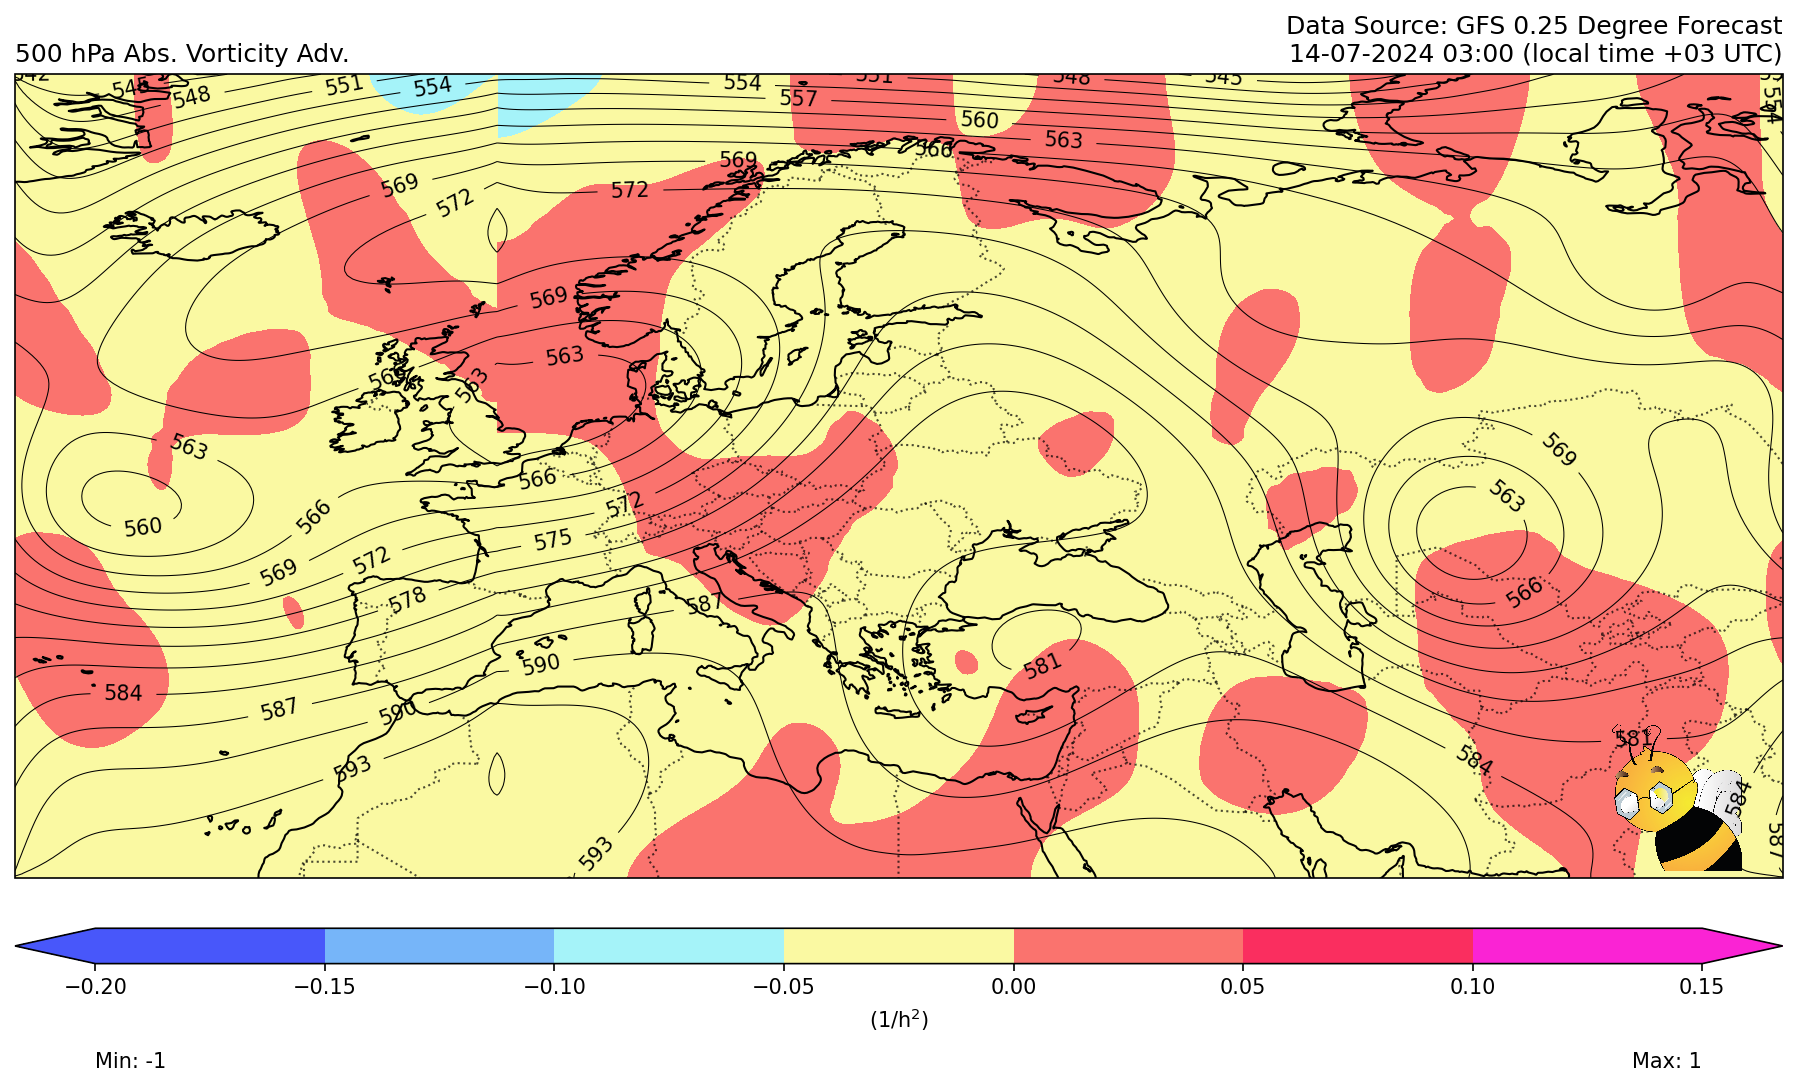 Data Source: GFS 0.25 Degree Forecast
500 hPa Abs. Vorticity Adv.
14-07-2024 03:00 (local time +03 UTC)
548 551 554 554 557 551 548 545 554
560 563
569 566
569 572 572
569
563
563
563 569
560 566 566 572 563
569 572 575 566
578 587
584 590 581
587 590 581
593 584 584
593 587
−0.20 −0.15 −0.10 −0.05 0.00 0.05 0.10 0.15
(1/h²)
Min: -1 Max: 1